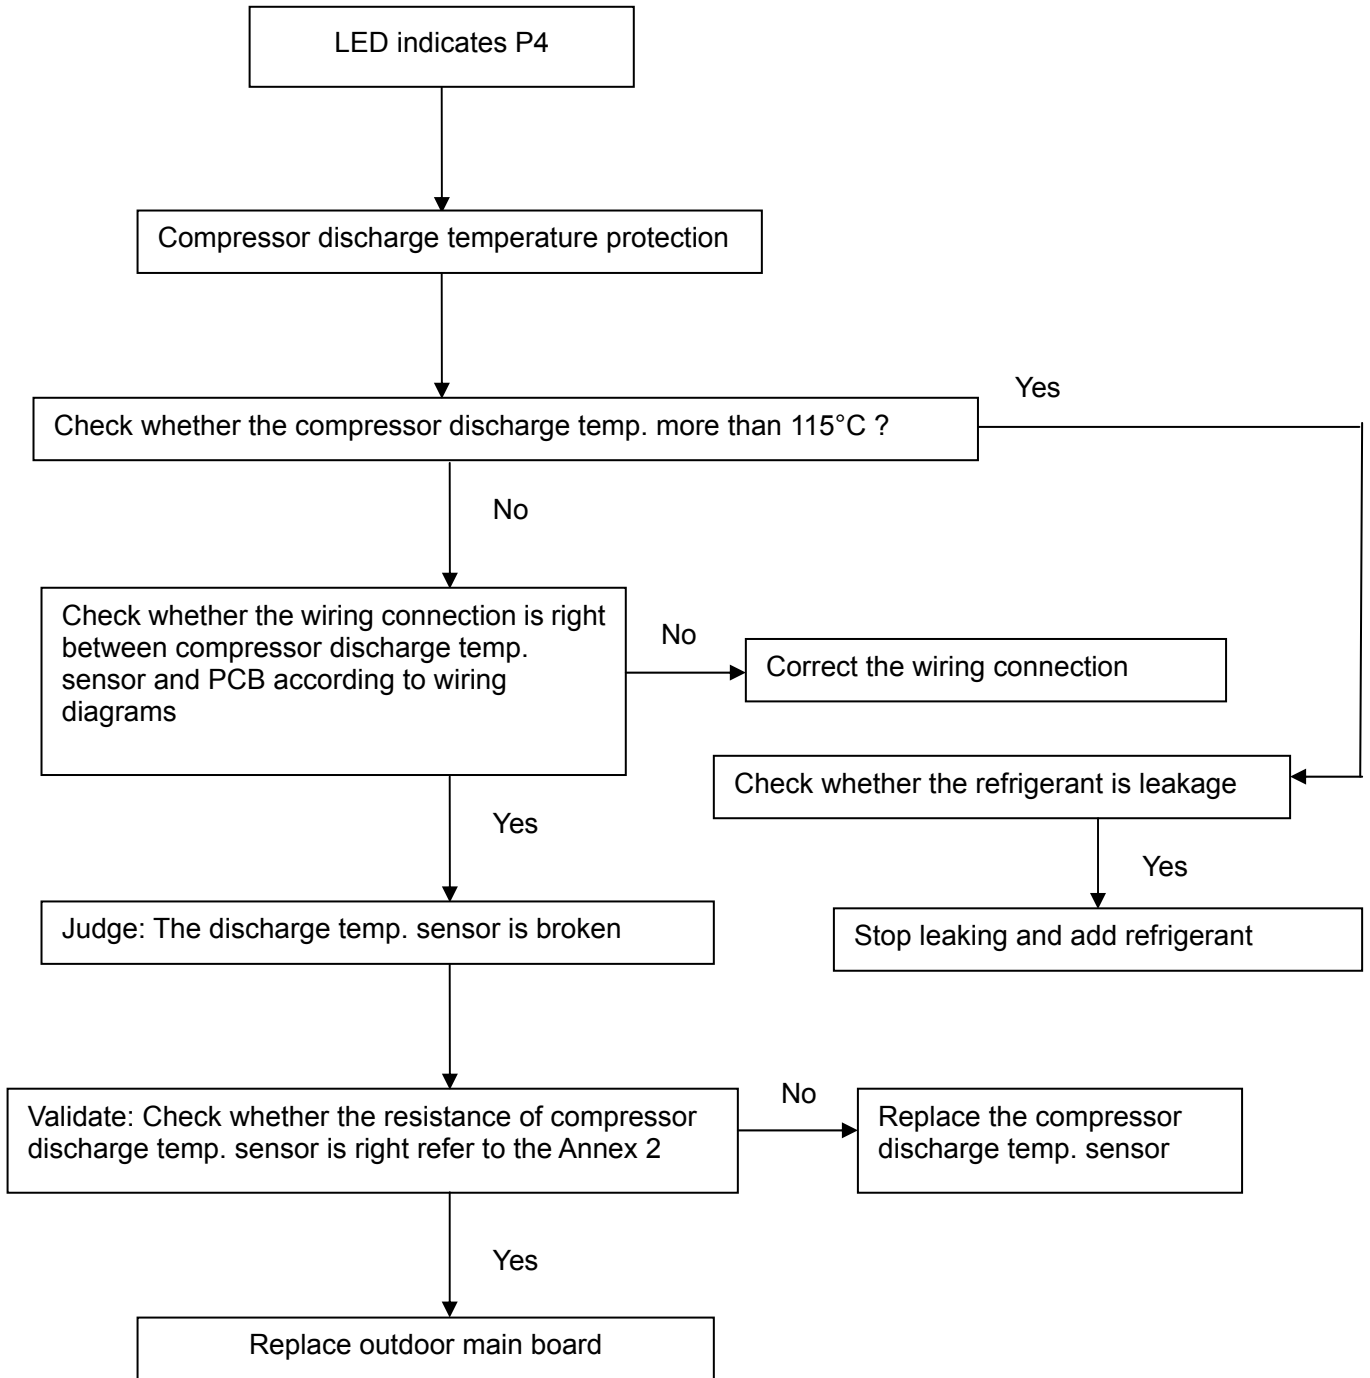 LED indicates P4
Compressor discharge temperature protection
Yes
Check whether the compressor discharge temp. more than 115°C ?
No
Check whether the wiring connection is right
between compressor discharge temp.
sensor and PCB according to wiring
diagrams
No
Correct the wiring connection
Check whether the refrigerant is leakage
Yes
Yes
Judge: The discharge temp. sensor is broken
Stop leaking and add refrigerant
Validate: Check whether the resistance of compressor
discharge temp. sensor is right refer to the Annex 2
No
Replace the compressor
discharge temp. sensor
Yes
Replace outdoor main board